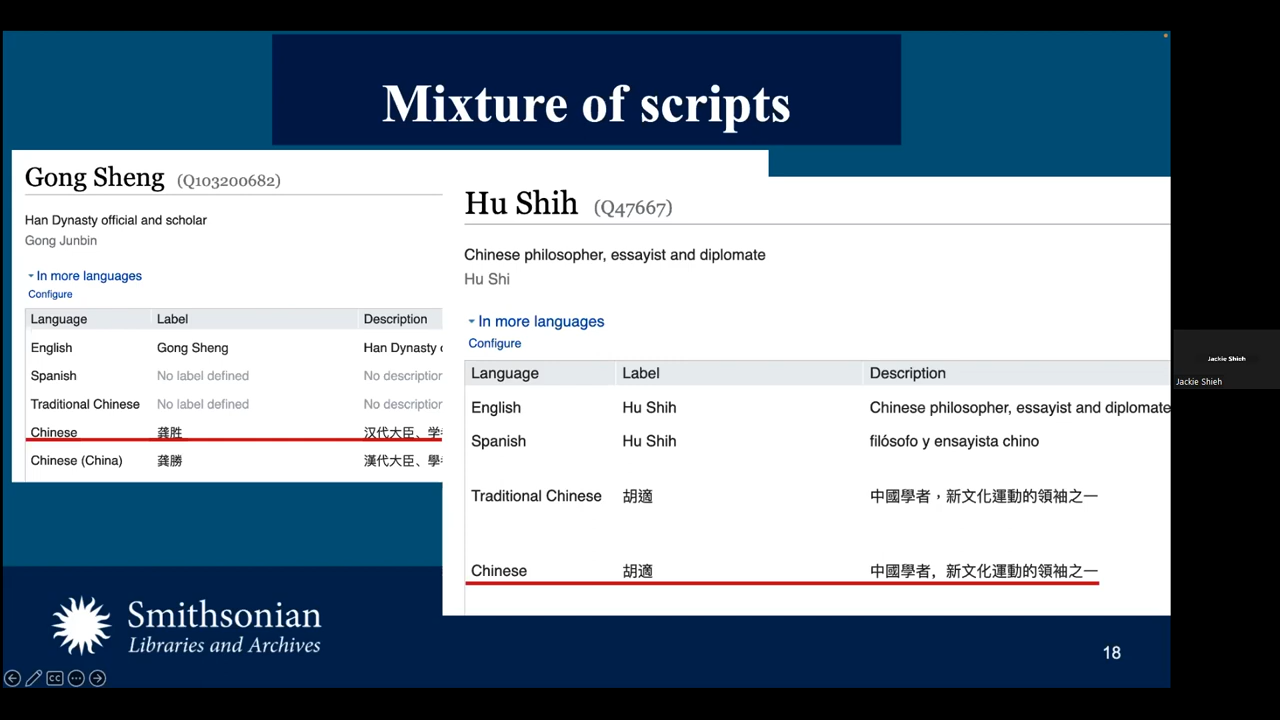 Mixture of scripts
Gong Sheng (Q103200682)
Han Dynasty official and scholar
Gong Junbin
In more languages
Configure
Language Label Description
English Gong Sheng Han Dynasty
Spanish No label defined No description
Traditional Chinese No label defined No description
Chinese 龚胜 汉代大臣、学
Chinese (China) 龔勝 漢代大臣、學
Hu Shih (Q47667)
Chinese philosopher, essayist and diplomate
Hu Shi
In more languages
Configure
Language Label Description
English Hu Shih Chinese philosopher, essayist and diplomate
Spanish Hu Shih filósofo y ensayista chino
Traditional Chinese 胡適 中國學者，新文化運動的領袖之一
Chinese 胡適 中國學者，新文化運動的領袖之一
Smithsonian
Libraries and Archives
18
CC
Jackie Shieh
Jackie Shieh